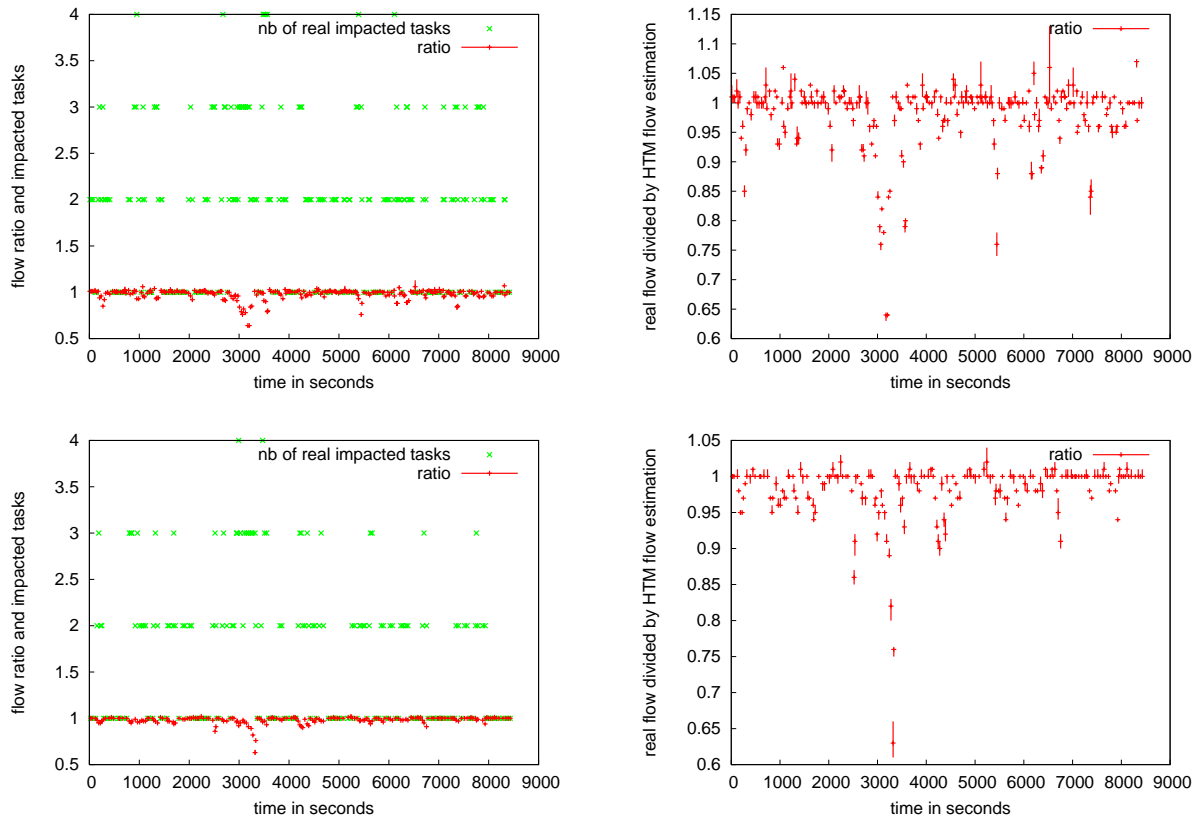 flow ratio and impacted tasks
4
3.5
3
2.5
2
1.5
1
0.5
0 1000 2000 3000 4000 5000 6000 7000 8000 9000
time in seconds
nb of real impacted tasks
ratio
real flow divided by HTM flow estimation
1.15
1.1
1.05
1
0.95
0.9
0.85
0.8
0.75
0.7
0.65
0.6
0 1000 2000 3000 4000 5000 6000 7000 8000 9000
time in seconds
ratio
flow ratio and impacted tasks
4
3.5
3
2.5
2
1.5
1
0.5
0 1000 2000 3000 4000 5000 6000 7000 8000 9000
time in seconds
nb of real impacted tasks
ratio
real flow divided by HTM flow estimation
1.05
1
0.95
0.9
0.85
0.8
0.75
0.7
0.65
0.6
0 1000 2000 3000 4000 5000 6000 7000 8000 9000
time in seconds
ratio